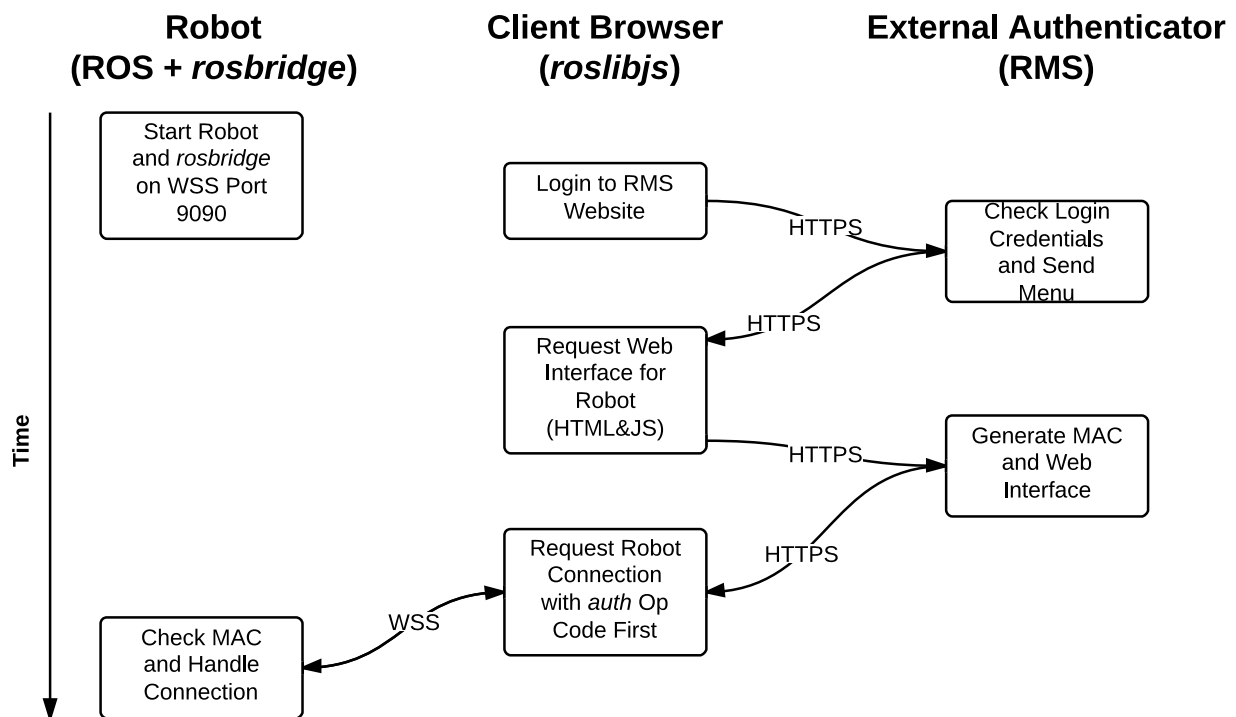 Robot
(ROS + rosbridge)
Client Browser
(roslibjs)
External Authenticator
(RMS)
Start Robot
and rosbridge
on WSS Port
9090
Login to RMS
Website
HTTPS
Check Login
Credentials
and Send
Menu
HTTPS
Request Web
Interface for
Robot
(HTML&JS)
Time
HTTPS
Generate MAC
and Web
Interface
HTTPS
Request Robot
Connection
with auth Op
Code First
WSS
Check MAC
and Handle
Connection